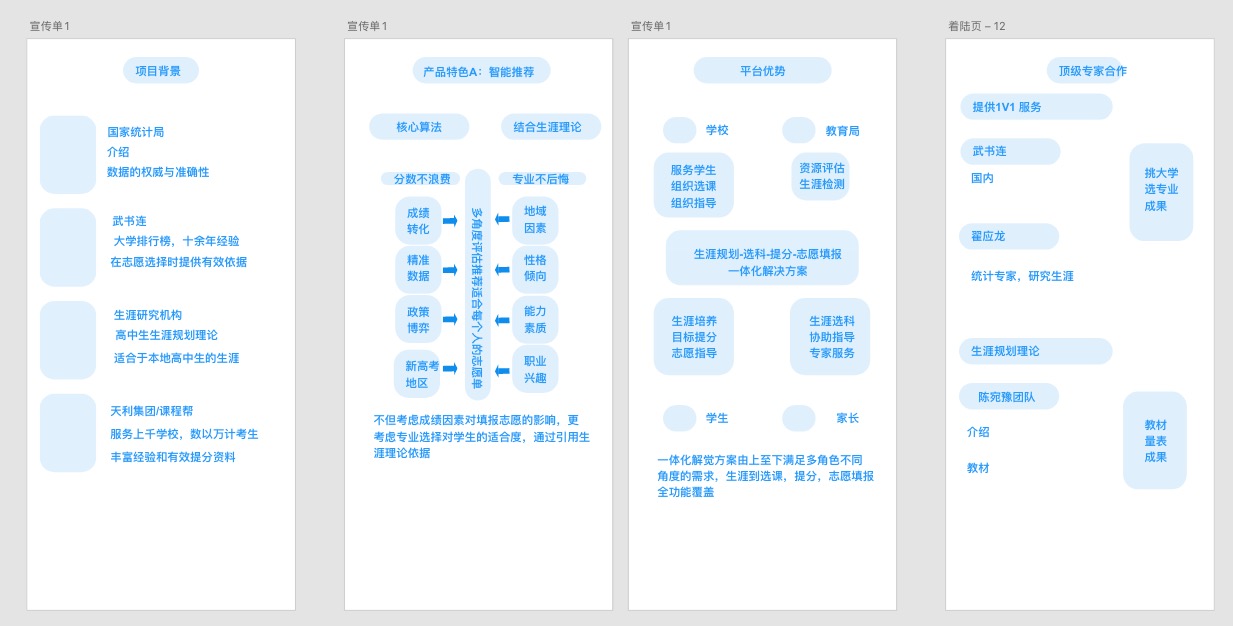 宣传单1
项目背景
国家统计局
介绍
数据的权威与准确性
武书连
大学排行榜，十余年经验
在志愿选择时提供有效依据
生涯研究机构
高中生生涯规划理论
适合于本地高中生的生涯
天利集团/课程帮
服务上千学校，数以万计考生
丰富经验和有效提分资料
宣传单1
产品特色A：智能推荐
核心算法
结合生涯理论
分数不浪费
专业不后悔
成绩
转化
精准
数据
政策
博弈
新高考
地区
多角度评估推荐适合每个人的志愿单
地域
因素
性格
倾向
能力
素质
职业
兴趣
不但考虑成绩因素对填报志愿的影响，更
考虑专业选择对学生的适合度，通过引用生
涯理论依据
宣传单1
平台优势
学校
教育局
服务学生
组织选课
组织指导
资源评估
生涯检测
生涯规划-选科-提分-志愿填报
一体化解决方案
生涯培养
目标提分
志愿指导
生涯选科
协助指导
专家服务
学生
家长
一体化解觉方案由上至下满足多角色不同
角度的需求，生涯到选课，提分，志愿填报
全功能覆盖
着陆页 – 12
顶级专家合作
提供1V1 服务
武书连
国内
翟应龙
统计专家，研究生涯
挑大学
选专业
成果
生涯规划理论
陈宛豫团队
介绍
教材
教材
量表
成果